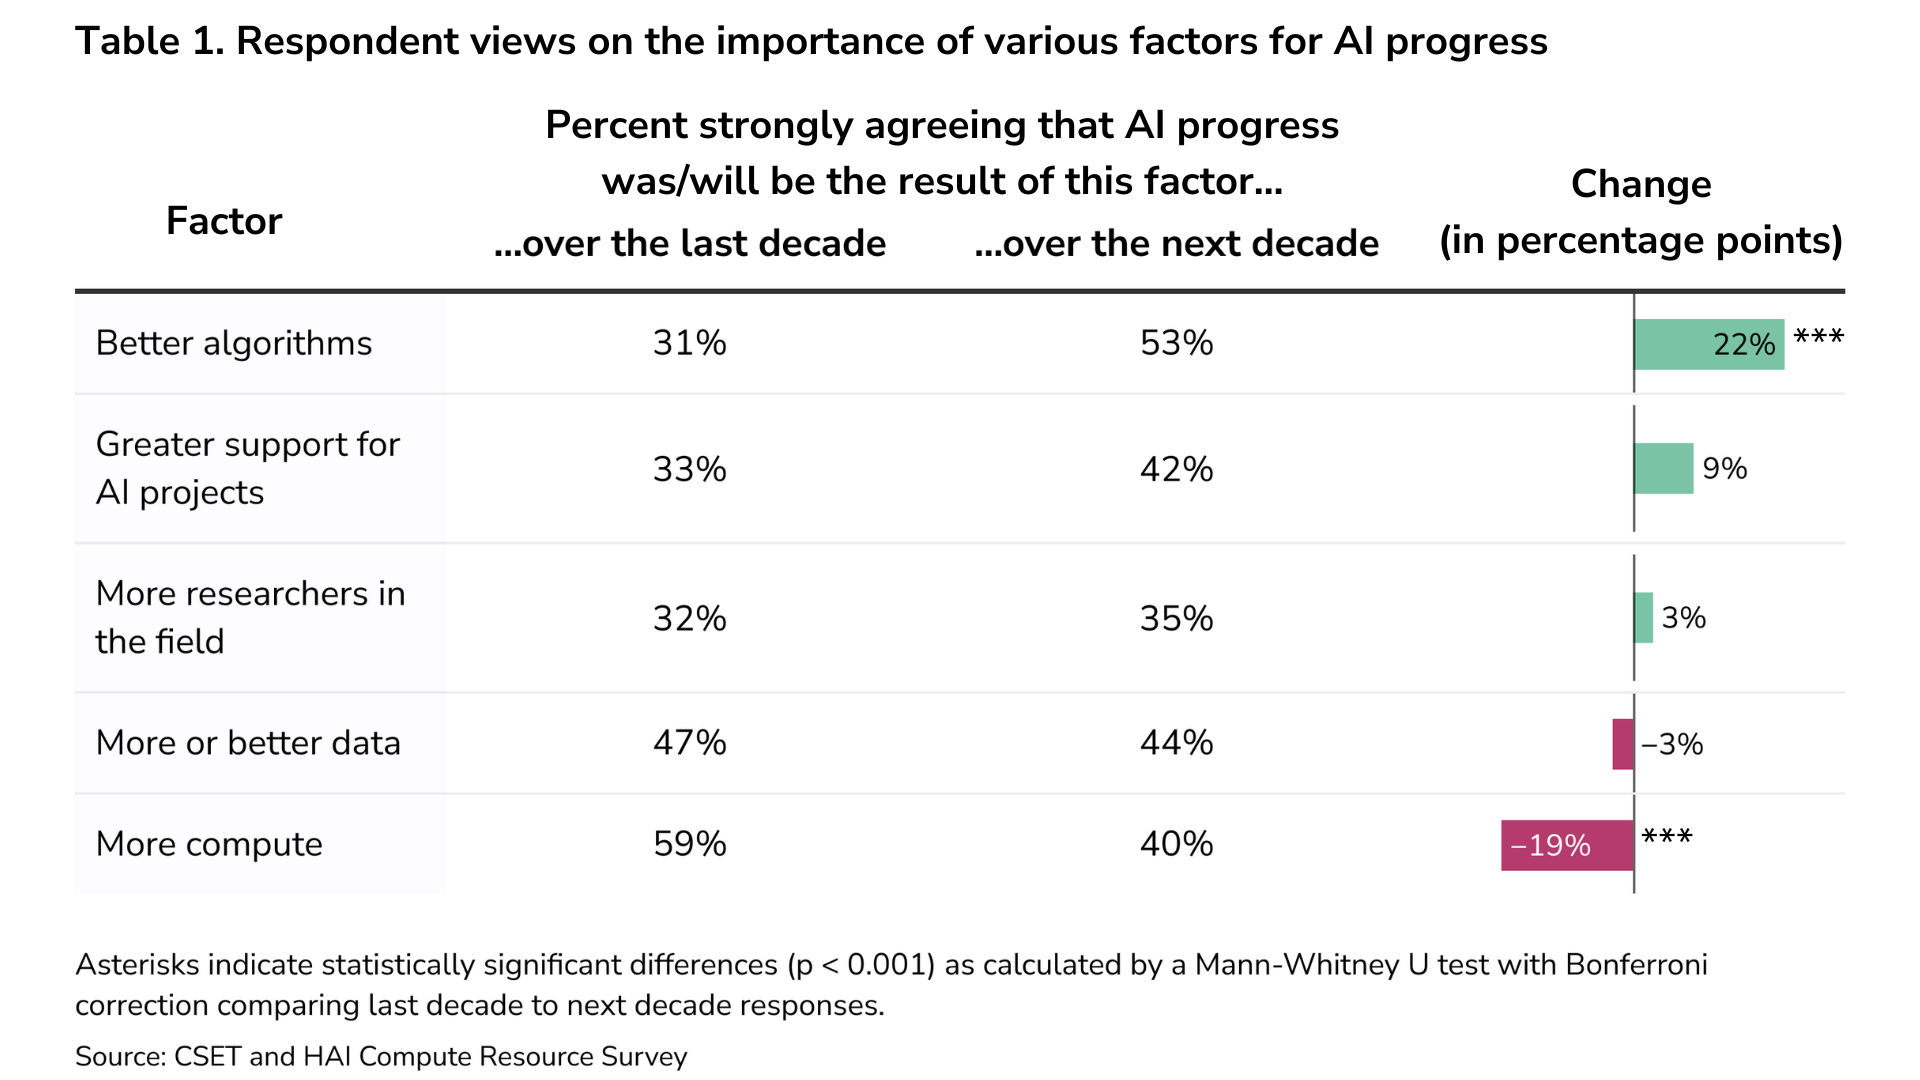 Table 1. Respondent views on the importance of various factors for AI progress
Percent strongly agreeing that AI progress
was/will be the result of this factor...
Change
(in percentage points)
Factor
...over the last decade
...over the next decade
Better algorithms
31%
53%
22%
***
Greater support for
AI projects
33%
42%
9%
More researchers in
the field
32%
35%
3%
More or better data
47%
44%
–3%
More compute
59%
40%
–19%
***
Asterisks indicate statistically significant differences (p < 0.001) as calculated by a Mann-Whitney U test with Bonferroni
correction comparing last decade to next decade responses.
Source: CSET and HAI Compute Resource Survey